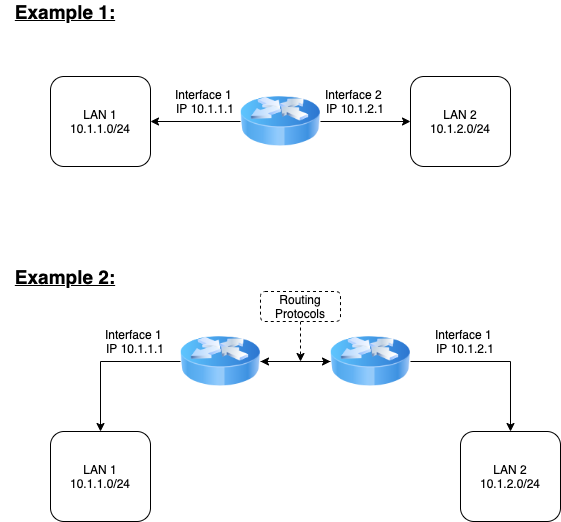 Example 1:
Interface 1
IP 10.1.1.1
Interface 2
IP 10.1.2.1
LAN 1
10.1.1.0/24
LAN 2
10.1.2.0/24
Example 2:
Routing
Protocols
Interface 1
IP 10.1.1.1
Interface 1
IP 10.1.2.1
LAN 1
10.1.1.0/24
LAN 2
10.1.2.0/24